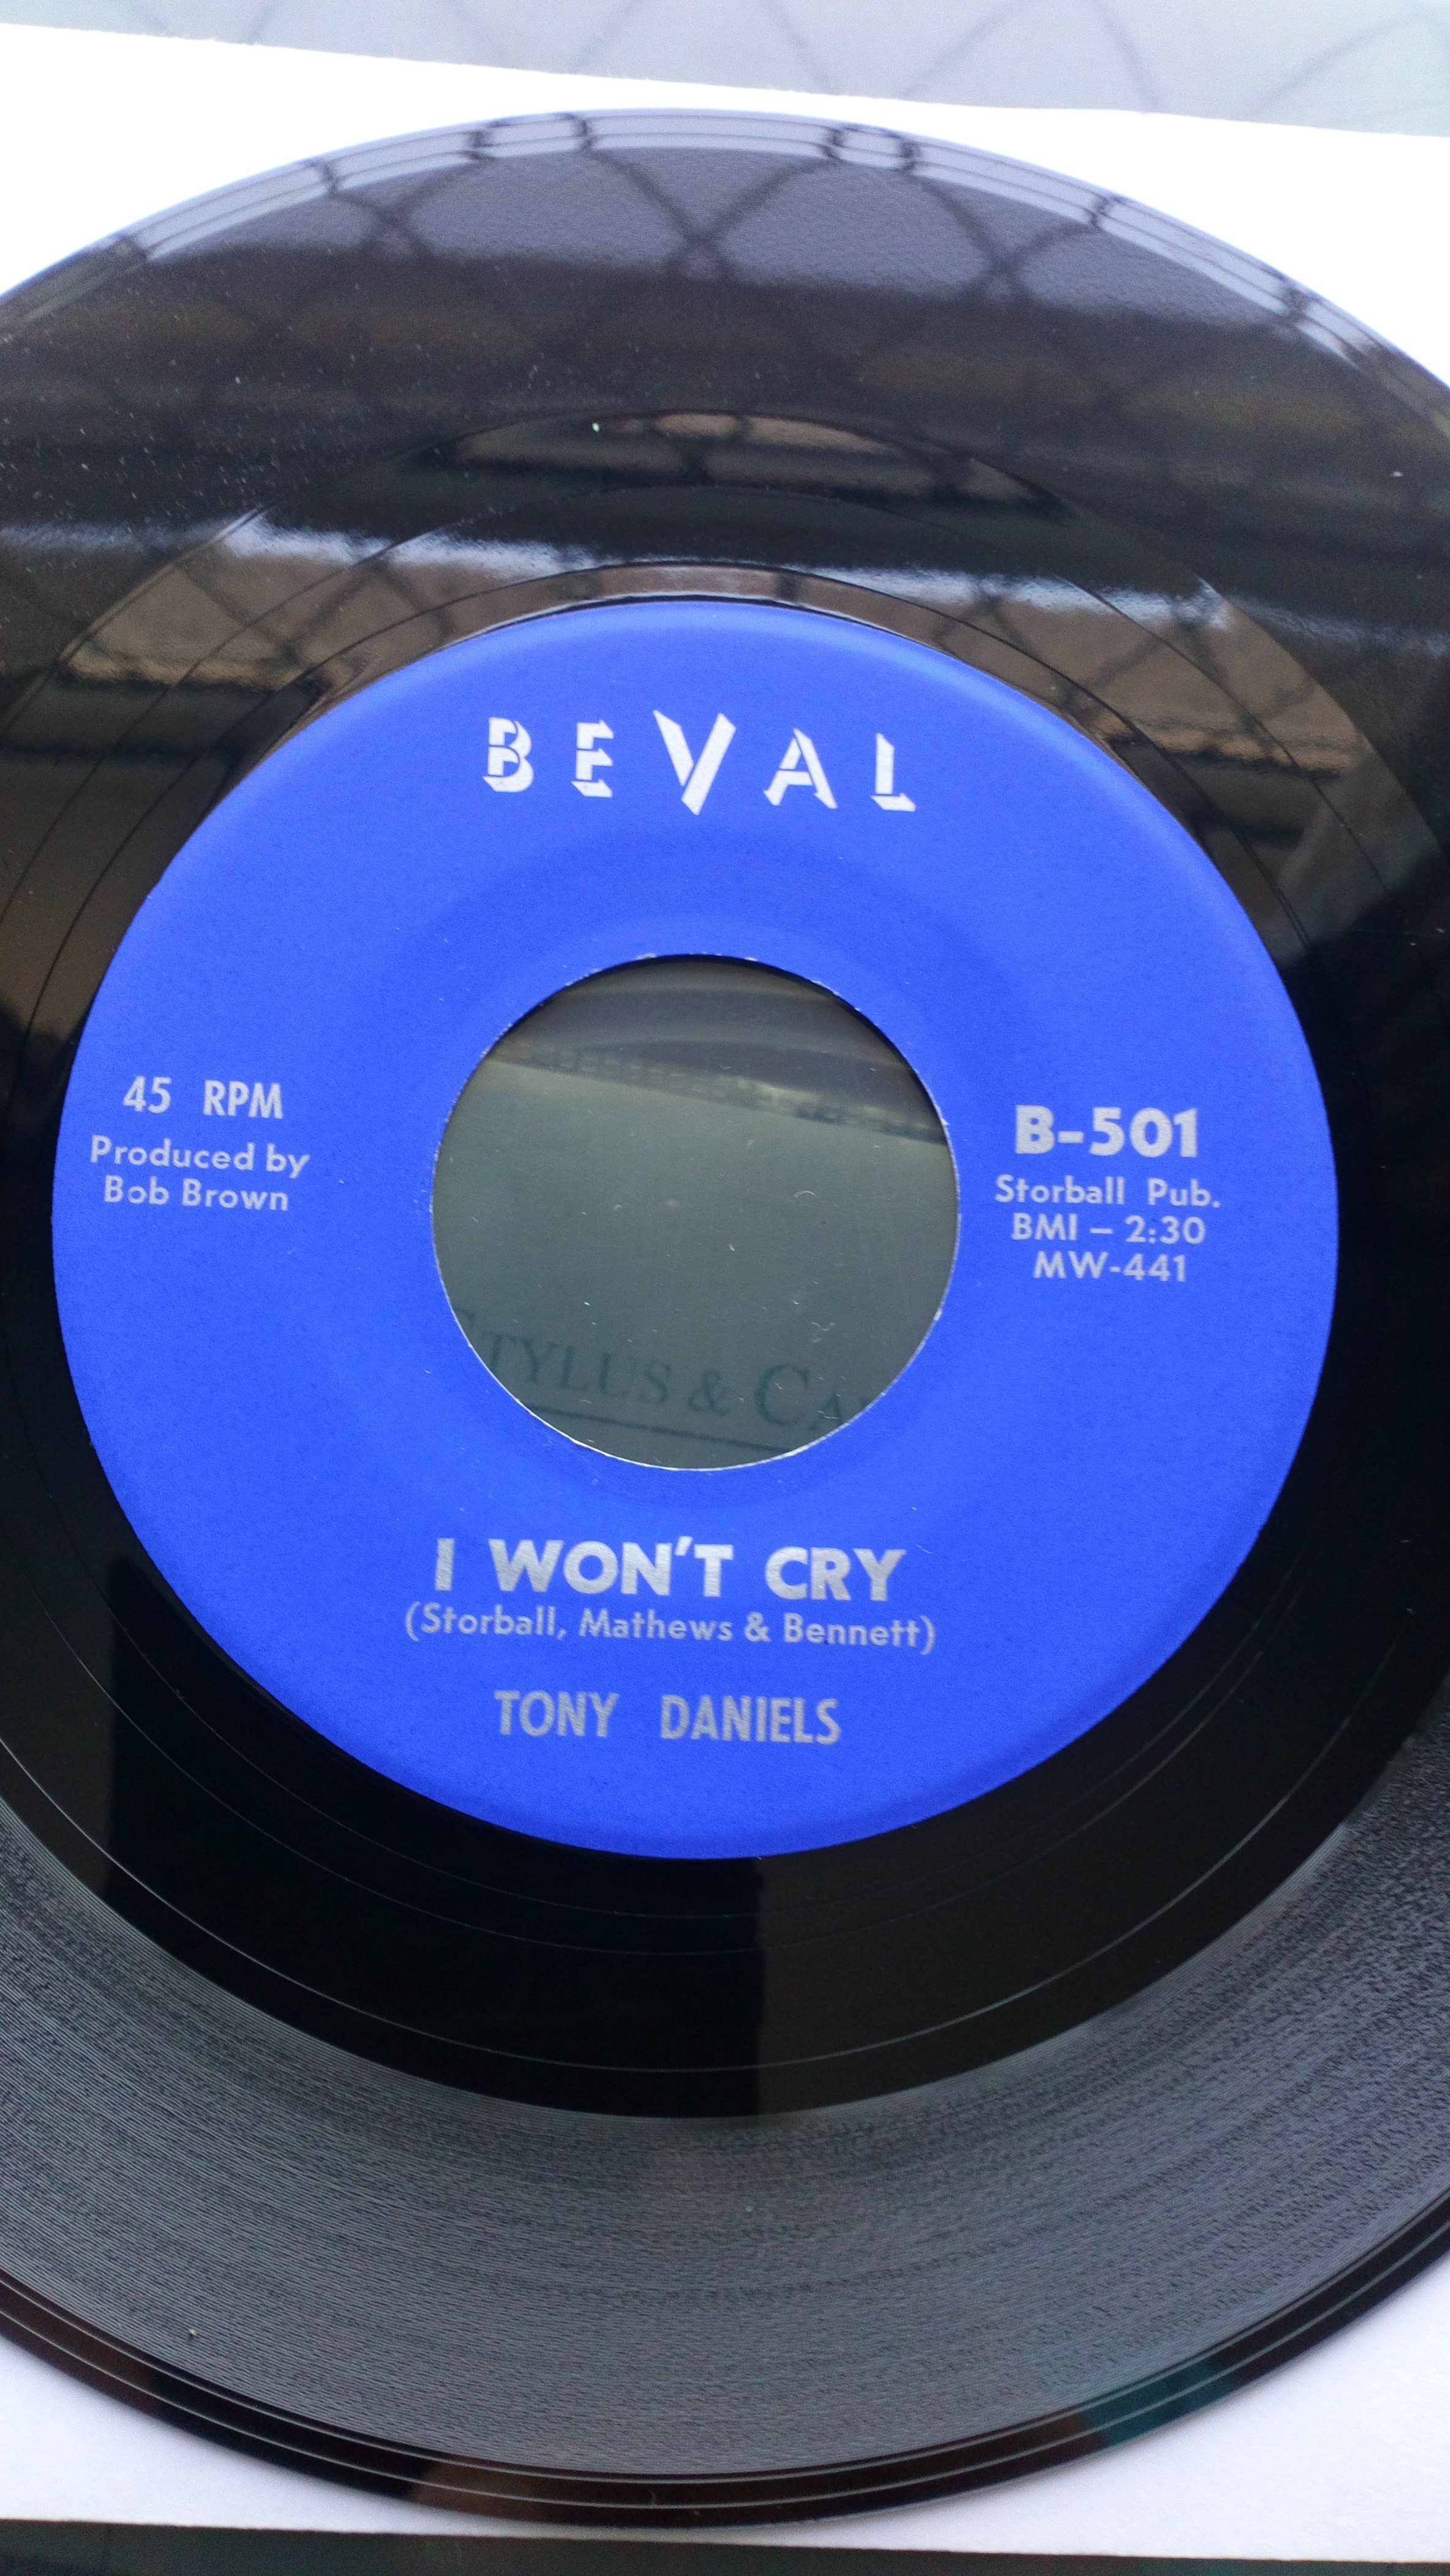 BEVAL
45 RPM
Produced by
Bob Brown
B-501
Storball Pub.
BMI – 2:30
MW-441
STYLUS &
I WON'T CRY
(Storball, Mathews & Bennett)
TONY DANIELS